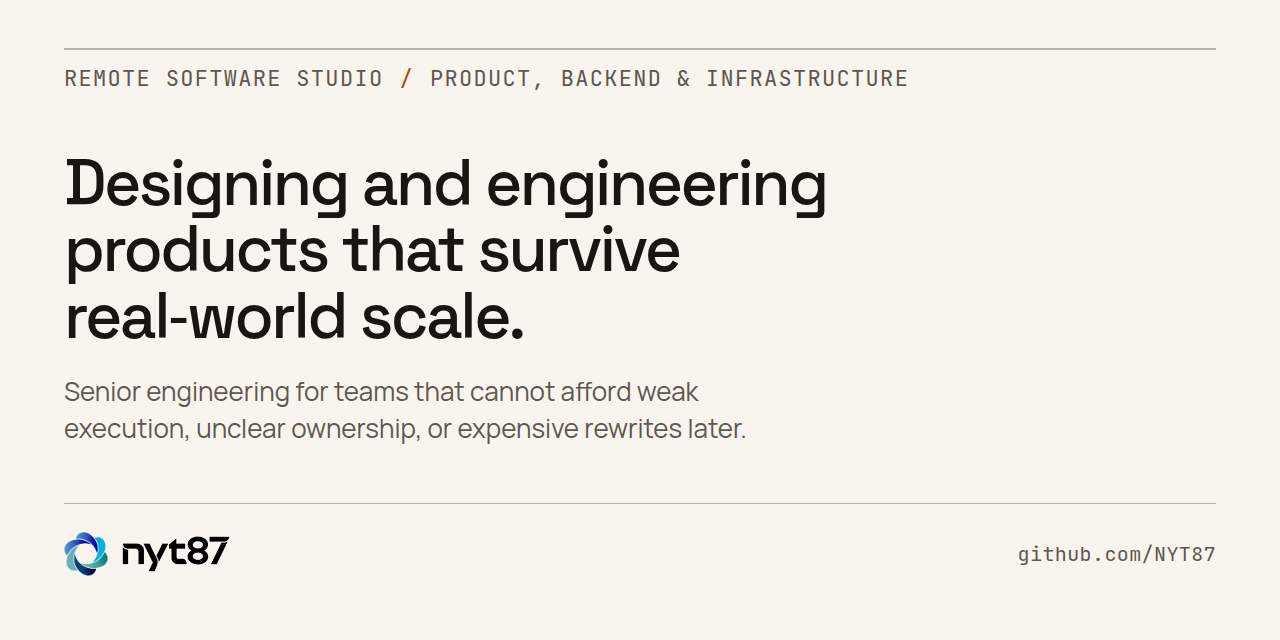 REMOTE SOFTWARE STUDIO / PRODUCT, BACKEND & INFRASTRUCTURE
Designing and engineering
products that survive
real-world scale.
Senior engineering for teams that cannot afford weak
execution, unclear ownership, or expensive rewrites later.
nyt87
github.com/NYT87